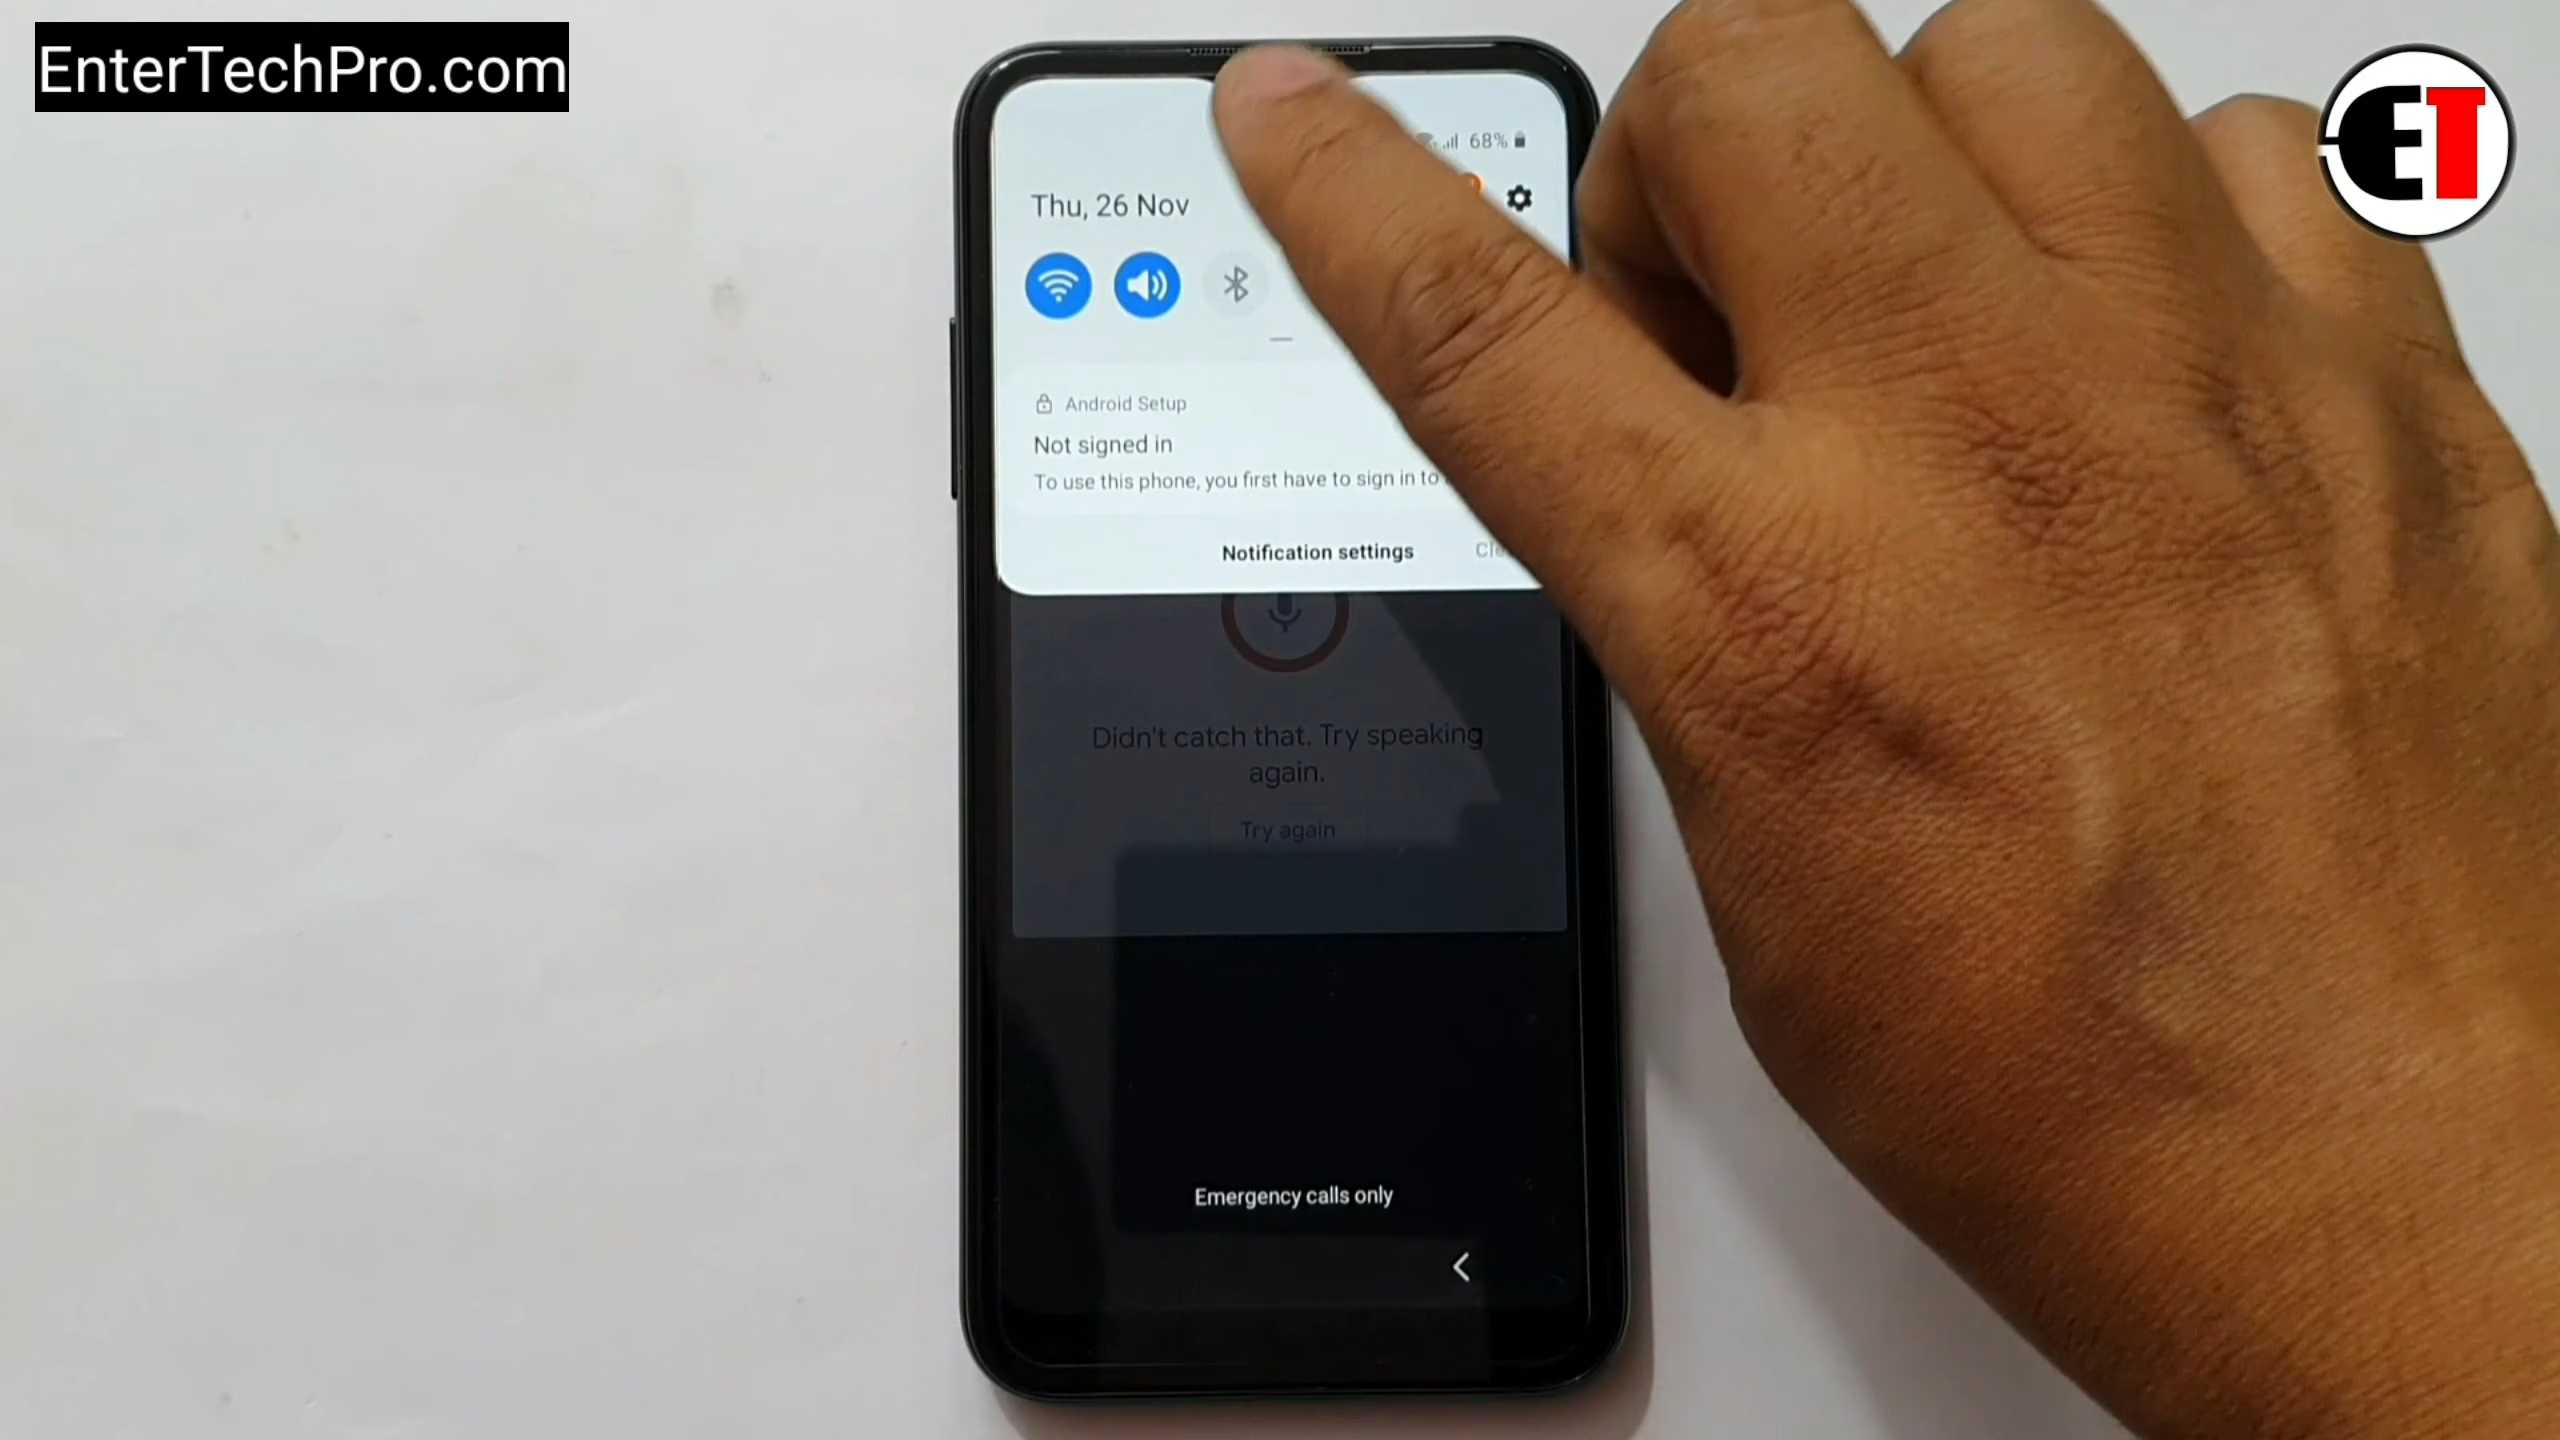 EnterTechPro.com
ET
68%
Thu, 26 Nov
Android Setup
Not signed in
To use this phone, you first have to sign in to
Notification settings
Didn't catch that. Try speaking
again.
Try again
Emergency calls only